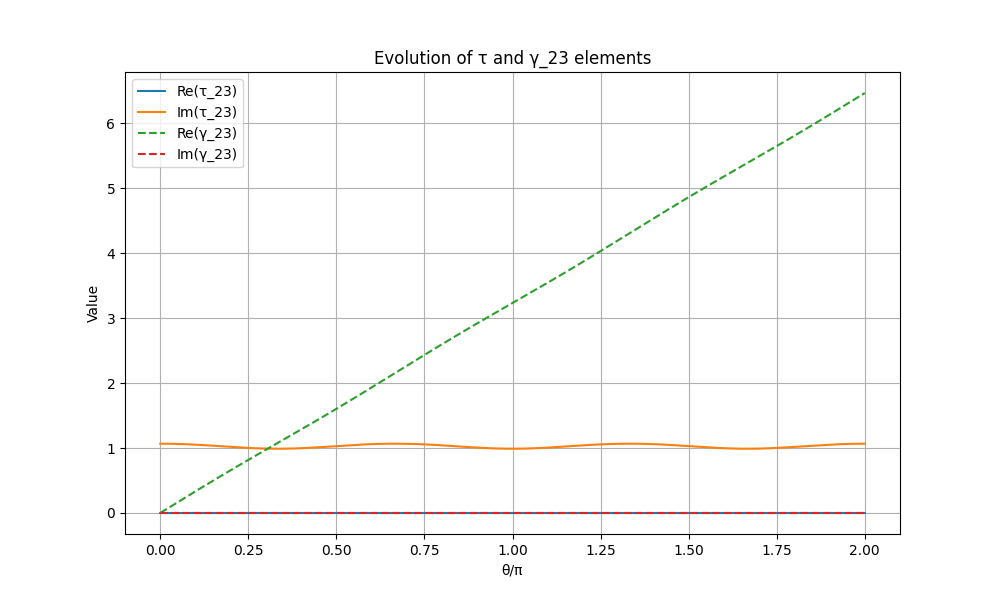 Evolution of τ and γ_23 elements
Re(τ_23)
Im(τ_23)
Re(γ_23)
Im(γ_23)
Value
6
5
4
3
2
1
0
0.00 0.25 0.50 0.75 1.00 1.25 1.50 1.75 2.00
θ/π